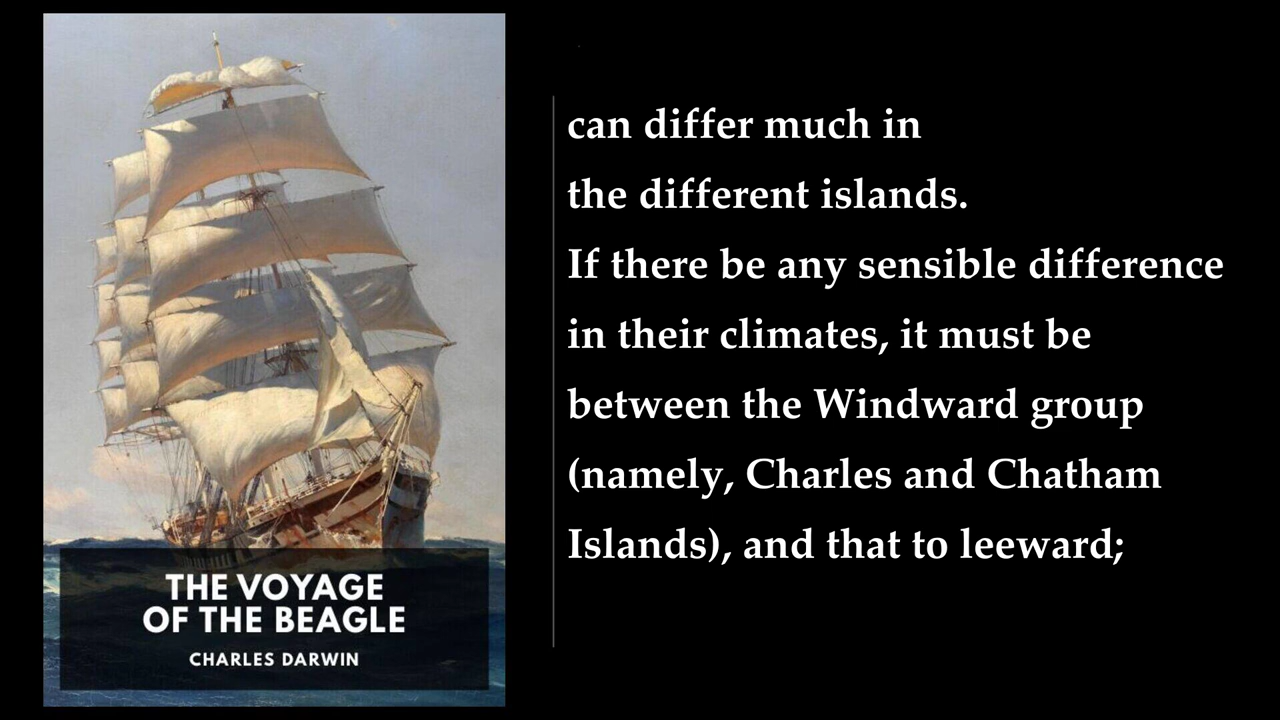 THE VOYAGE
OF THE BEAGLE
CHARLES DARWIN
can differ much in
the different islands.
If there be any sensible difference
in their climates, it must be
between the Windward group
(namely, Charles and Chatham
Islands), and that to leeward;